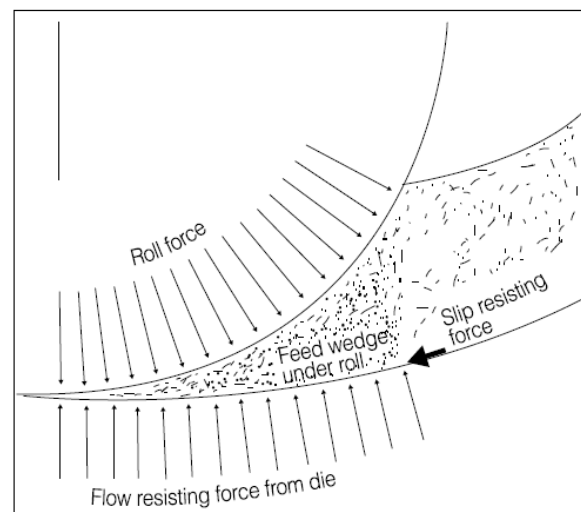 Roll force
Feed wedge
under roll
Slip resisting
force
Flow resisting force from die